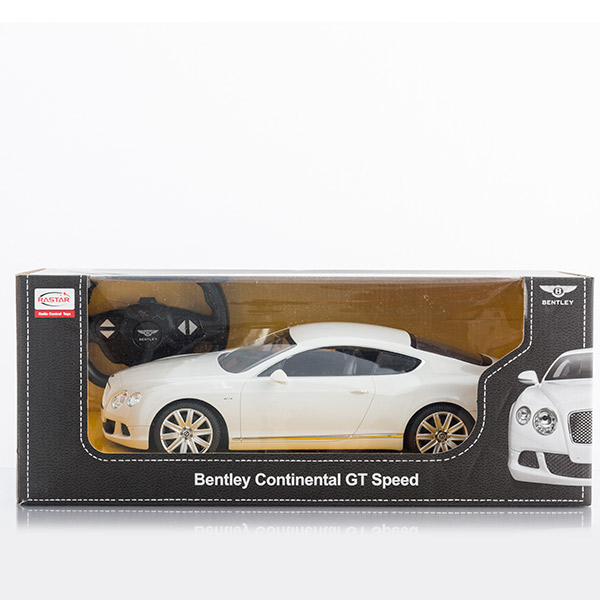 RASTAR
Radio Control Toys
BENTLEY
BENTLEY
Bentley Continental GT Speed